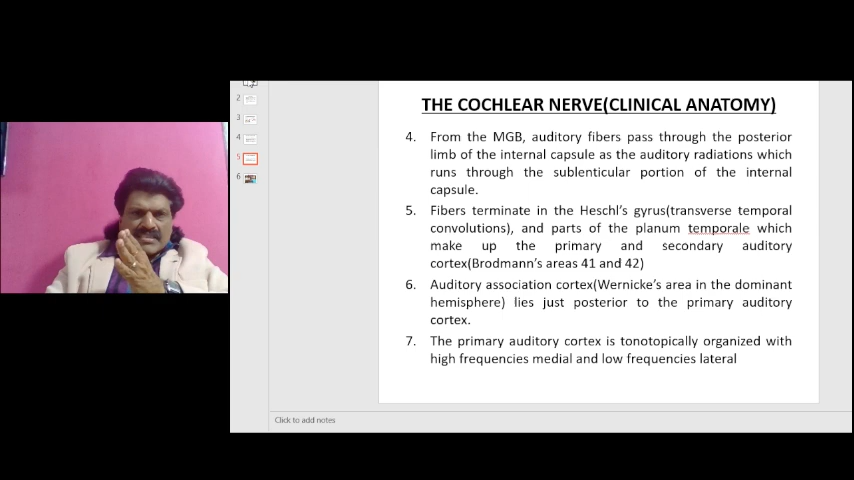 THE COCHLEAR NERVE(CLINICAL ANATOMY)
4. From the MGB, auditory fibers pass through the posterior
limb of the internal capsule as the auditory radiations which
runs through the sublenticular portion of the internal
capsule.
5. Fibers terminate in the Heschl's gyrus(transverse temporal
convolutions), and parts of the planum temporale which
make up the primary and secondary auditory
cortex(Brodmann's areas 41 and 42)
6. Auditory association cortex(Wernicke's area in the dominant
hemisphere) lies just posterior to the primary auditory
cortex.
7. The primary auditory cortex is tonotopically organized with
high frequencies medial and low frequencies lateral
2
3
4
5
6
Click to add notes